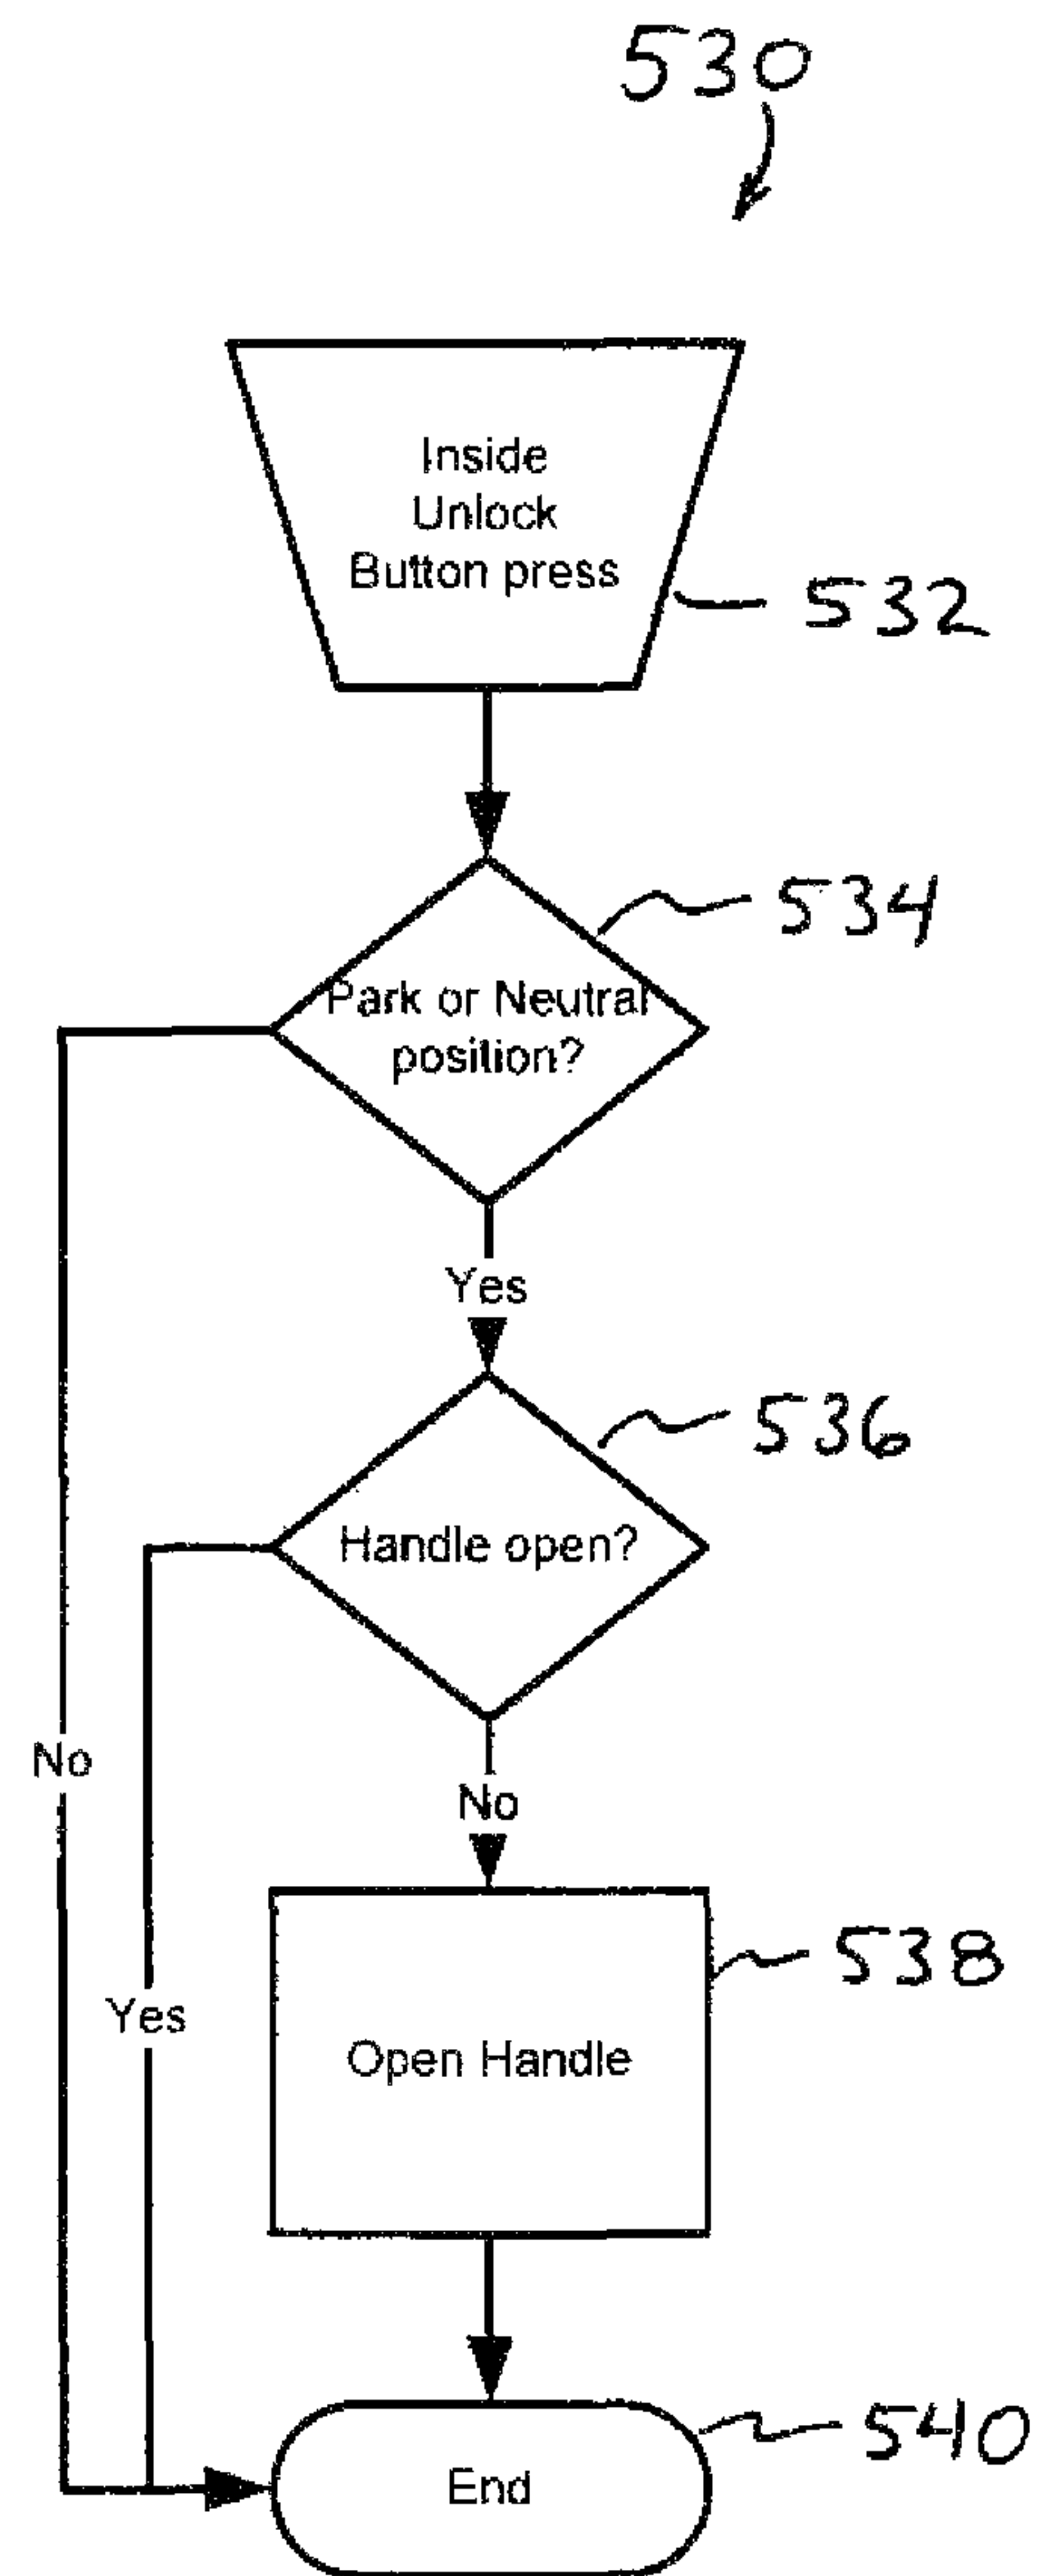 530
Inside
Unlock
Button press
532
534
Park or Neutral
position?
Yes
536
Handle open?
No
No
538
Yes
Open Handle
540
End